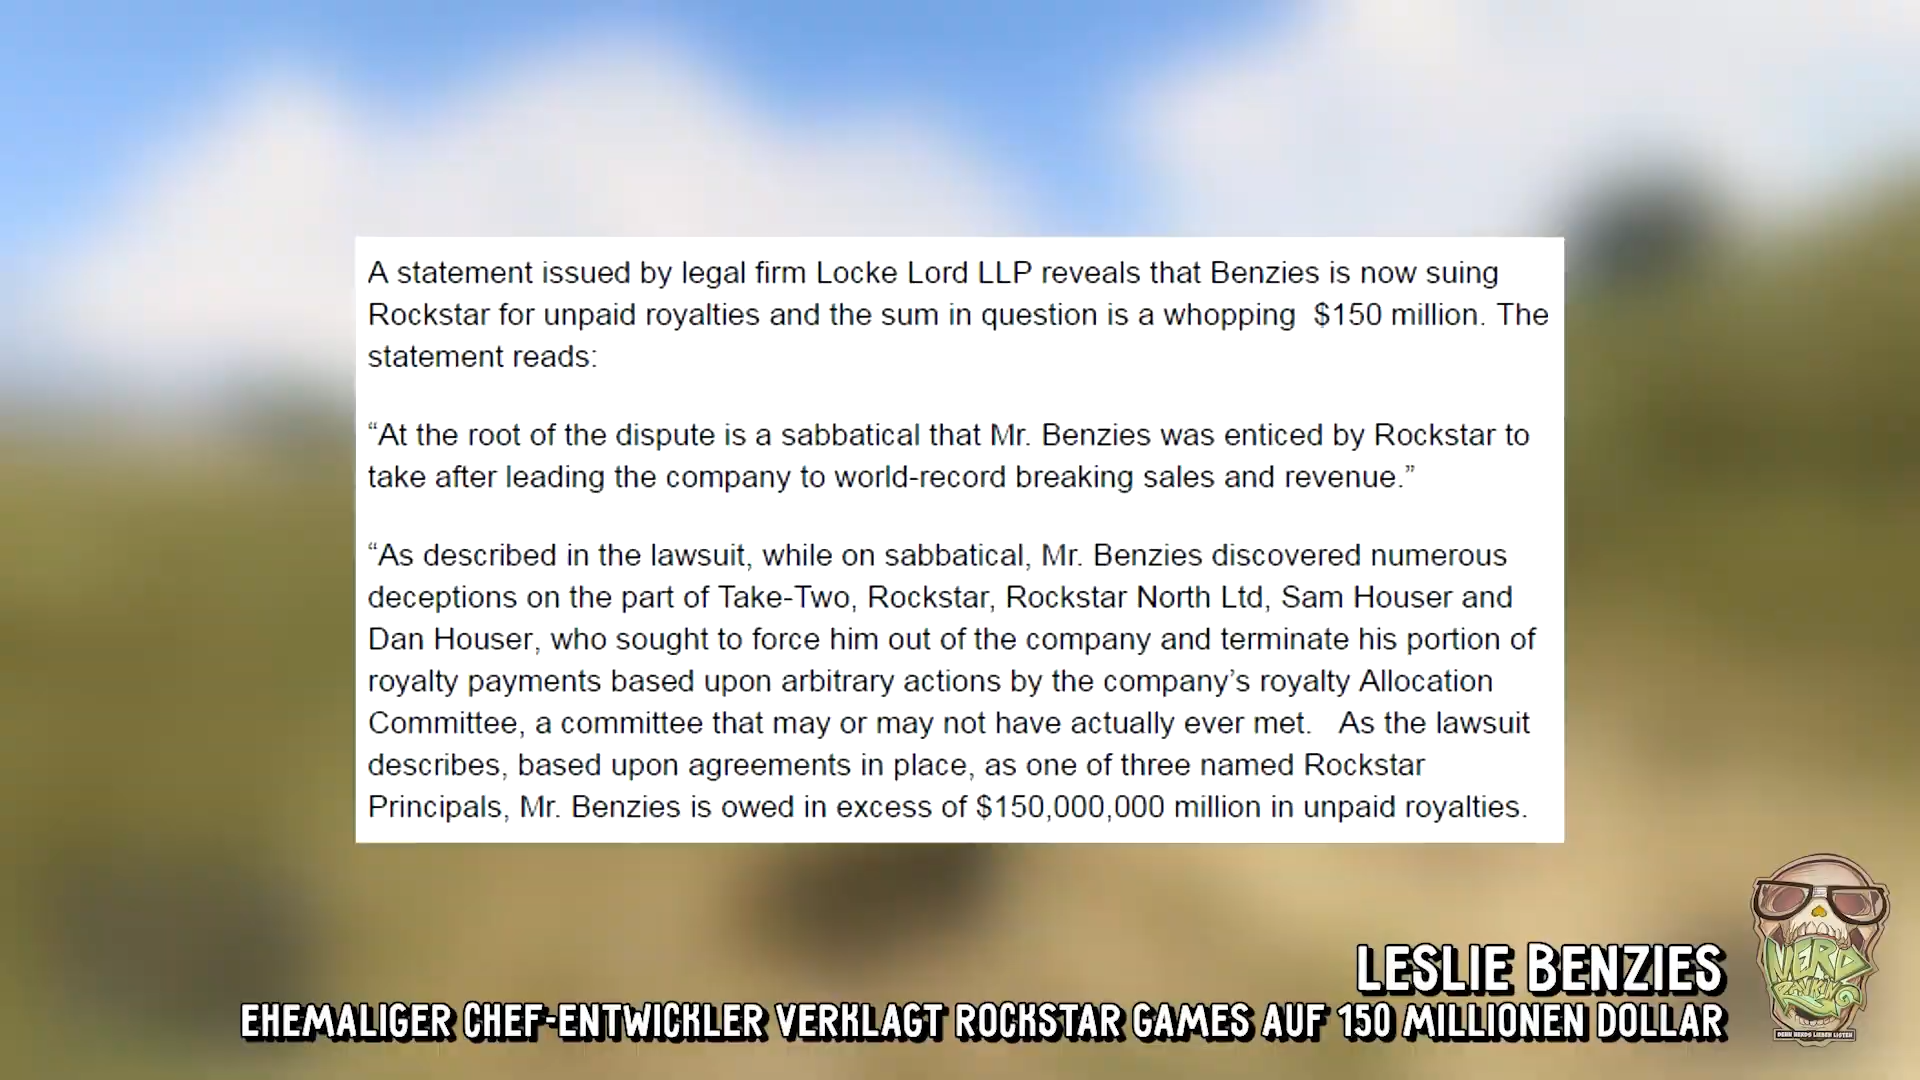 A statement issued by legal firm Locke Lord LLP reveals that Benzies is now suing
Rockstar for unpaid royalties and the sum in question is a whopping  $150 million. The
statement reads:
“At the root of the dispute is a sabbatical that Mr. Benzies was enticed by Rockstar to
take after leading the company to world-record breaking sales and revenue.”
“As described in the lawsuit, while on sabbatical, Mr. Benzies discovered numerous
deceptions on the part of Take-Two, Rockstar, Rockstar North Ltd, Sam Houser and
Dan Houser, who sought to force him out of the company and terminate his portion of
royalty payments based upon arbitrary actions by the company’s royalty Allocation
Committee, a committee that may or may not have actually ever met.   As the lawsuit
describes, based upon agreements in place, as one of three named Rockstar
Principals, Mr. Benzies is owed in excess of $150,000,000 million in unpaid royalties.
LESLIE BENZIES
EHEMALIGER CHEF-ENTWICKLER VERKLAGT ROCKSTAR GAMES AUF 150 MILLIONEN DOLLAR
NERD
RANKING
DENN NERDS LIEBEN LISTEN